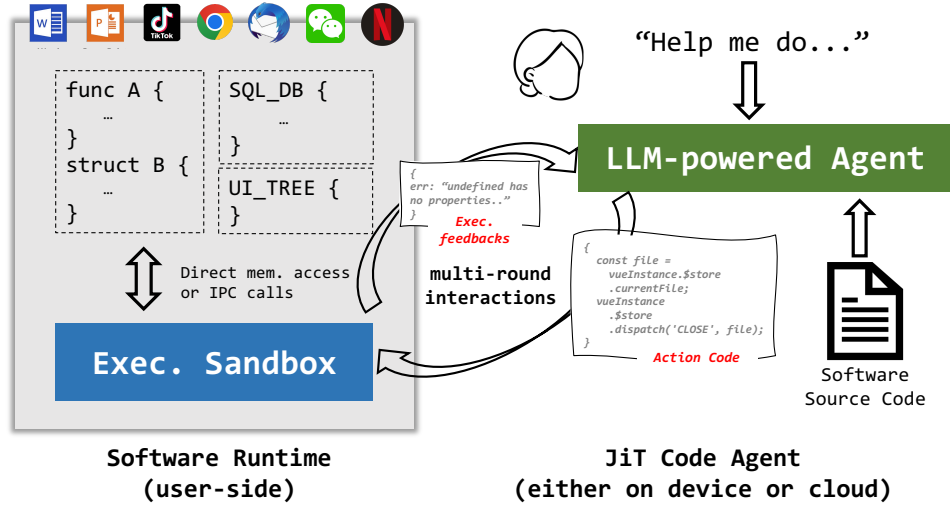 W
P
TikTok
N
“Help me do...”
func A {
…
}
struct B {
…
}
SQL_DB {
…
}
UI_TREE {
}
LLM-powered Agent
{
err: “undefined has
no properties..”
}
Exec.
feedbacks
Direct mem. access
or IPC calls
multi-round
interactions
{
const file =
vueInstance.$store
.currentFile;
vueInstance
.$store
.dispatch('CLOSE', file);
}
Action Code
Exec. Sandbox
Software
Source Code
Software Runtime
(user-side)
JiT Code Agent
(either on device or cloud)